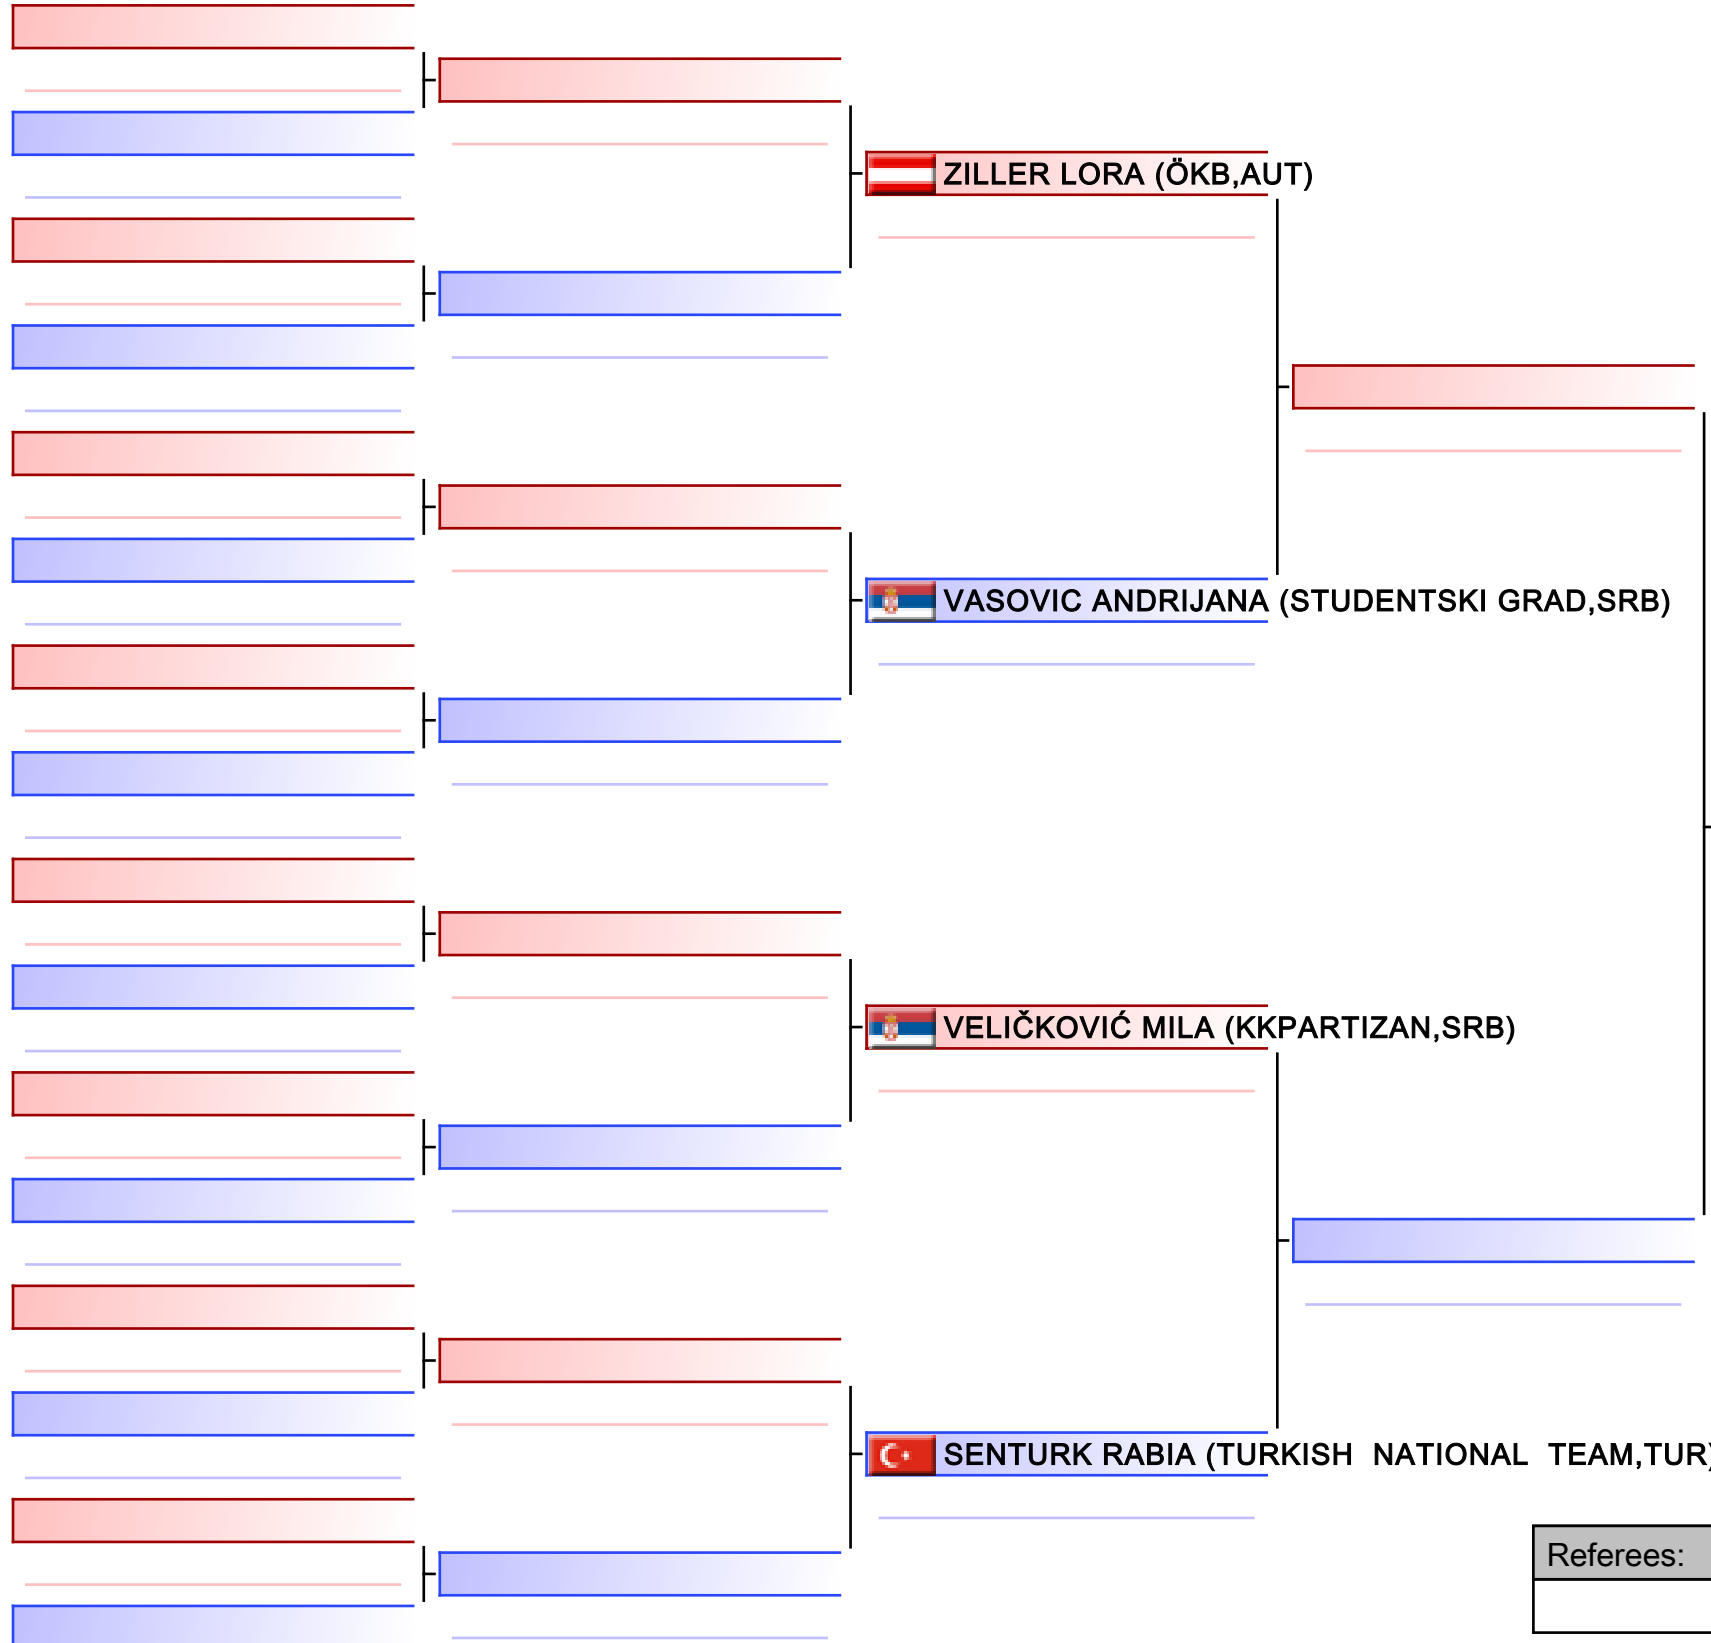 ZILLER LORA (ÖKB,AUT)
VASOVIC ANDRIJANA (STUDENTSKI GRAD,SRB)
VELIČKOVIĆ MILA (KKPARTIZAN,SRB)
SENTURK RABIA (TURKISH NATIONAL TEAM,TUR)
Referees: